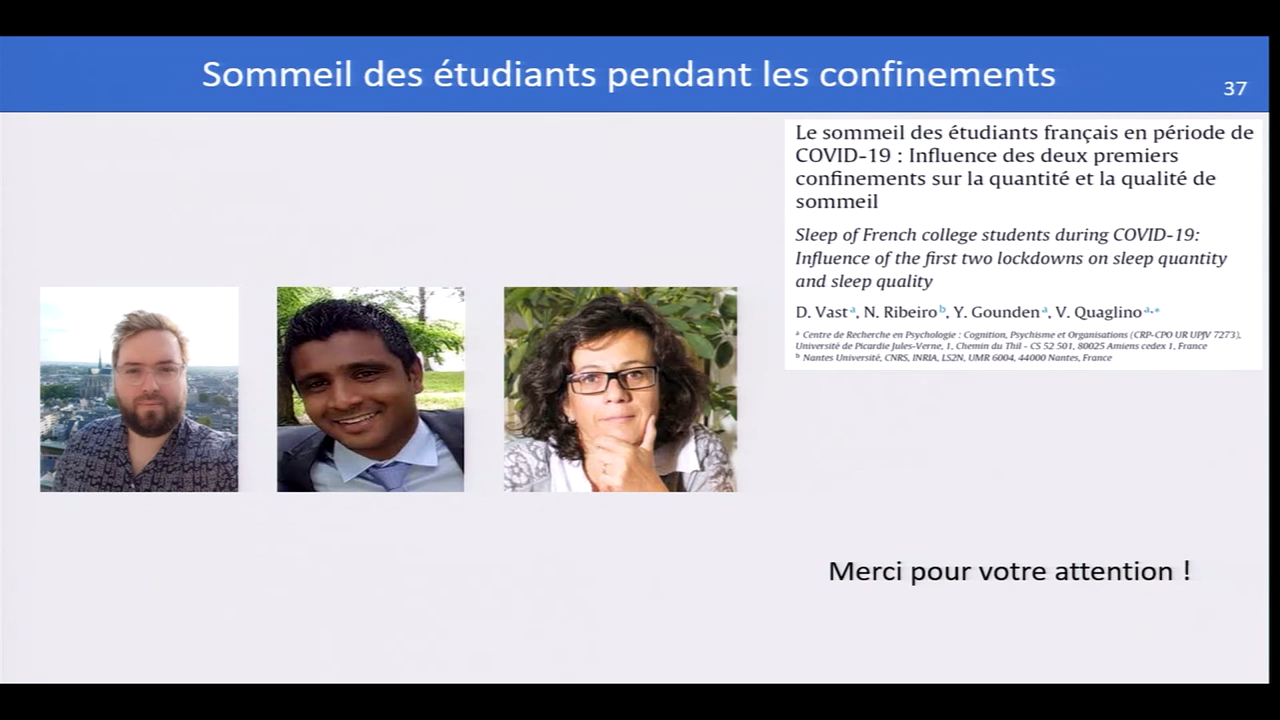 Sommeil des étudiants pendant les confinements
37
Le sommeil des étudiants français en période de
COVID-19 : Influence des deux premiers
confinements sur la quantité et la qualité de
sommeil
Sleep of French college students during COVID-19:
Influence of the first two lockdowns on sleep quantity
and sleep quality
D. Vast a, N. Ribeiro b, Y. Gounden a, V. Quaglino a,*
a Centre de Recherche en Psychologie : Cognition, Psychisme et Organisations (CRP-CPO UR UPJV 7273),
Université de Picardie Jules-Verne, 1, Chemin du Thil - CS 52 501, 80025 Amiens cedex 1, France
b Nantes Université, CNRS, INRIA, LS2N, UMR 6004, 44000 Nantes, France
Merci pour votre attention !